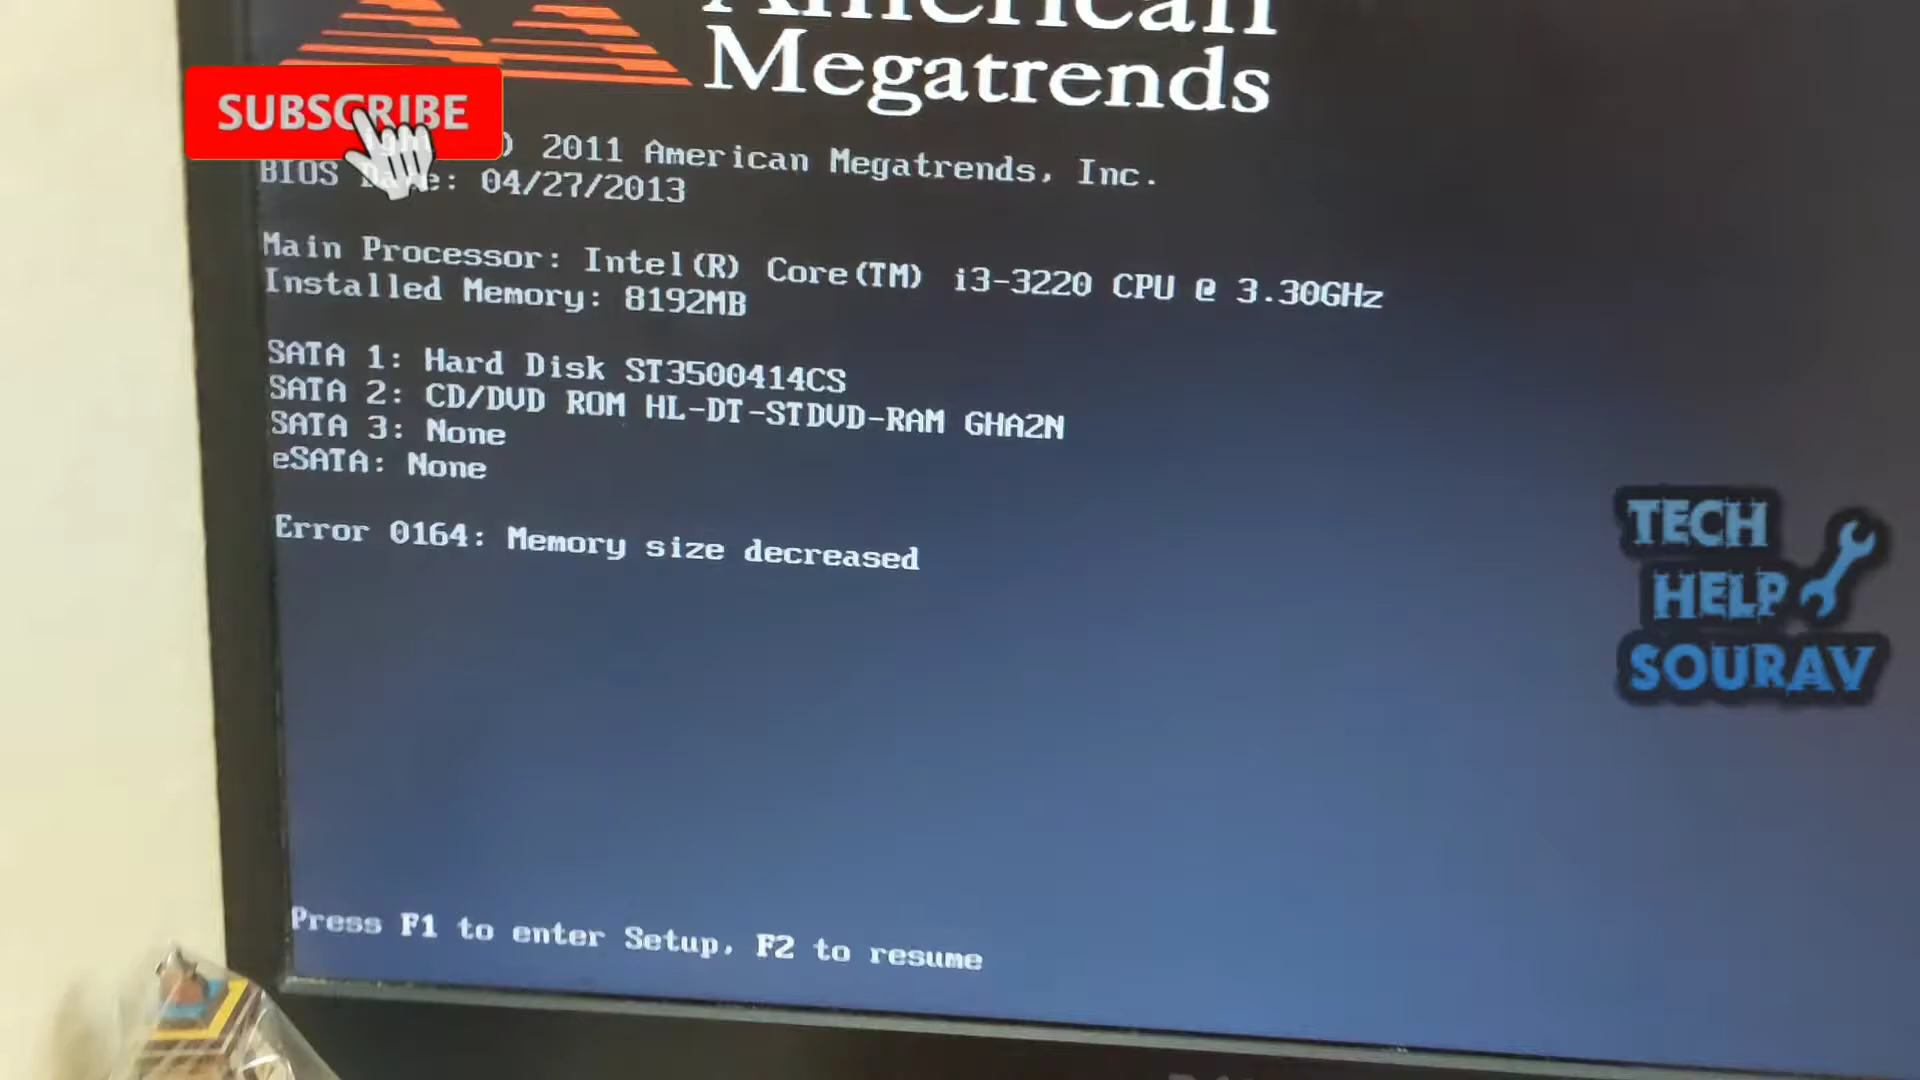 American
Megatrends
SUBSCRIBE
2011 American Megatrends, Inc.
BIOS Date: 04/27/2013
Main Processor: Intel(R) Core(TM) i3-3220 CPU @ 3.30GHz
Installed Memory: 8192MB
SATA 1: Hard Disk ST3500414CS
SATA 2: CD/DVD ROM HL-DT-STDVD-RAM GHA2N
SATA 3: None
eSATA: None
Error 0164: Memory size decreased
TECH
HELP
SOURAV
Press F1 to enter Setup, F2 to resume